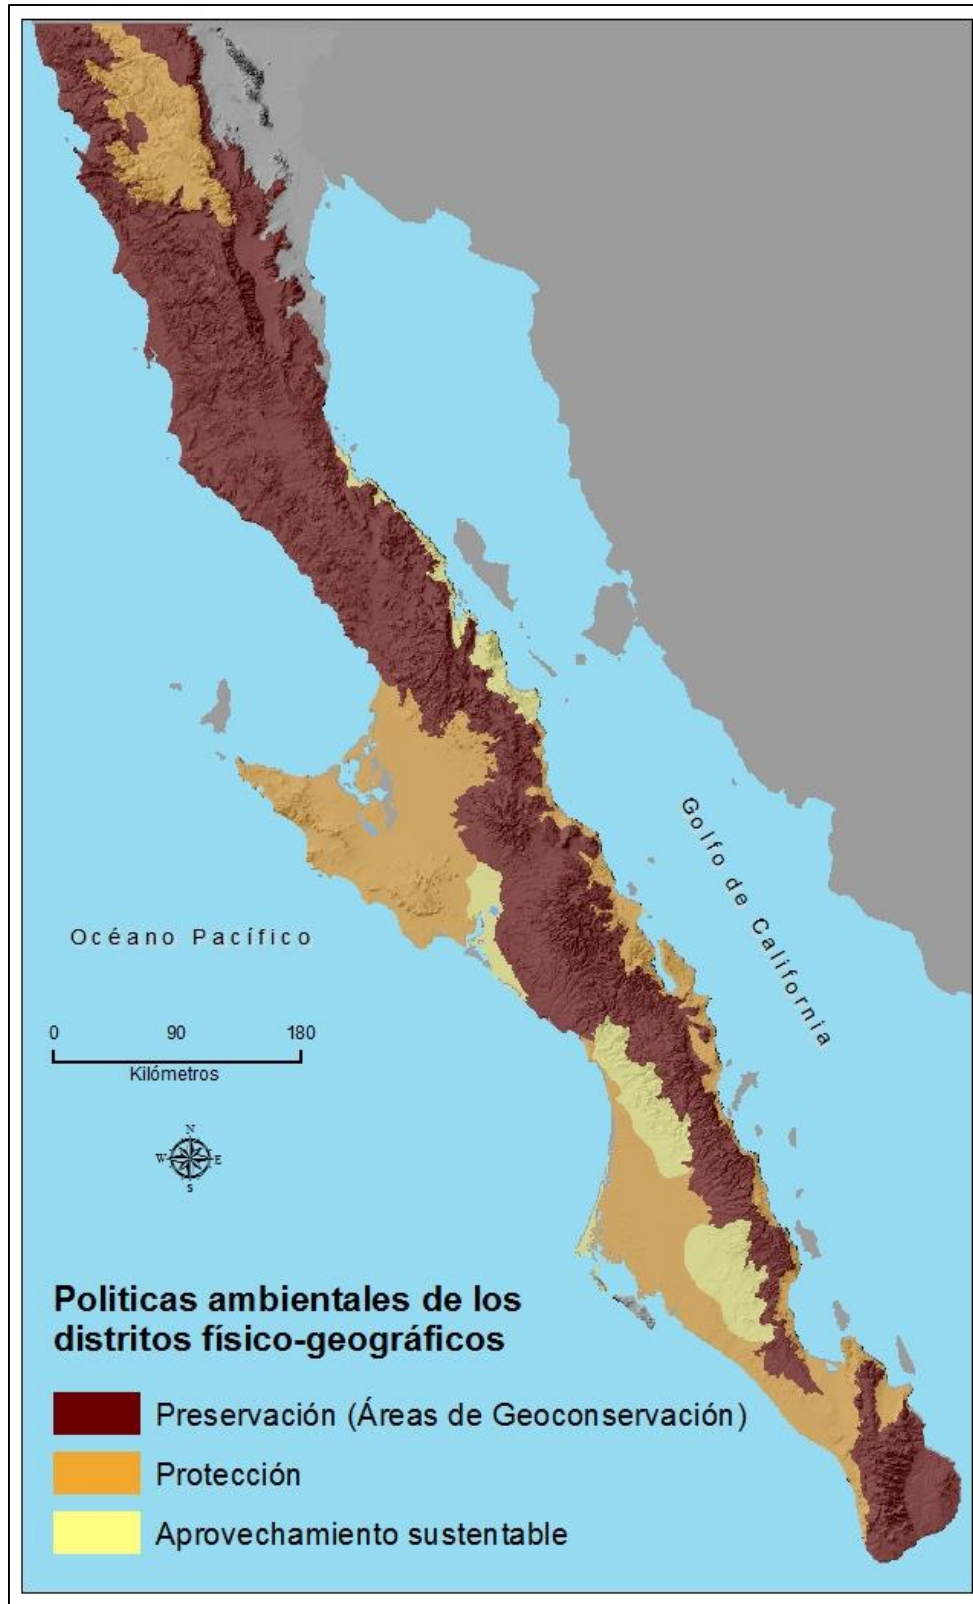 Golfo de California
Océano Pacífico
0 90 180
Kilómetros
N
W E
S
Politicas ambientales de los
distritos físico-geográficos
Preservación (Áreas de Geoconservación)
Protección
Aprovechamiento sustentable